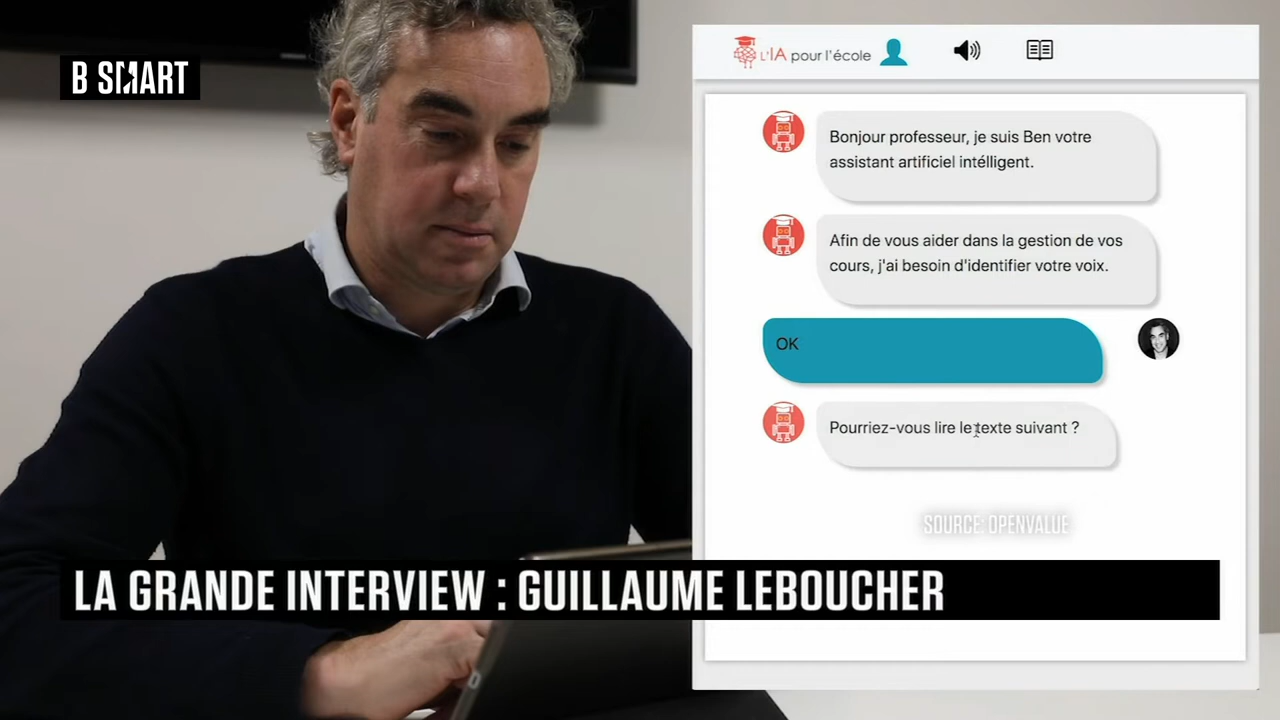 B SMART
L'IA pour l'école
Bonjour professeur, je suis Ben votre
assistant artificiel intélligent.
Afin de vous aider dans la gestion de vos
cours, j'ai besoin d'identifier votre voix.
OK
Pourriez-vous lire le texte suivant ?
SOURCE: OPENVALUE
LA GRANDE INTERVIEW : GUILLAUME LEBOUCHER